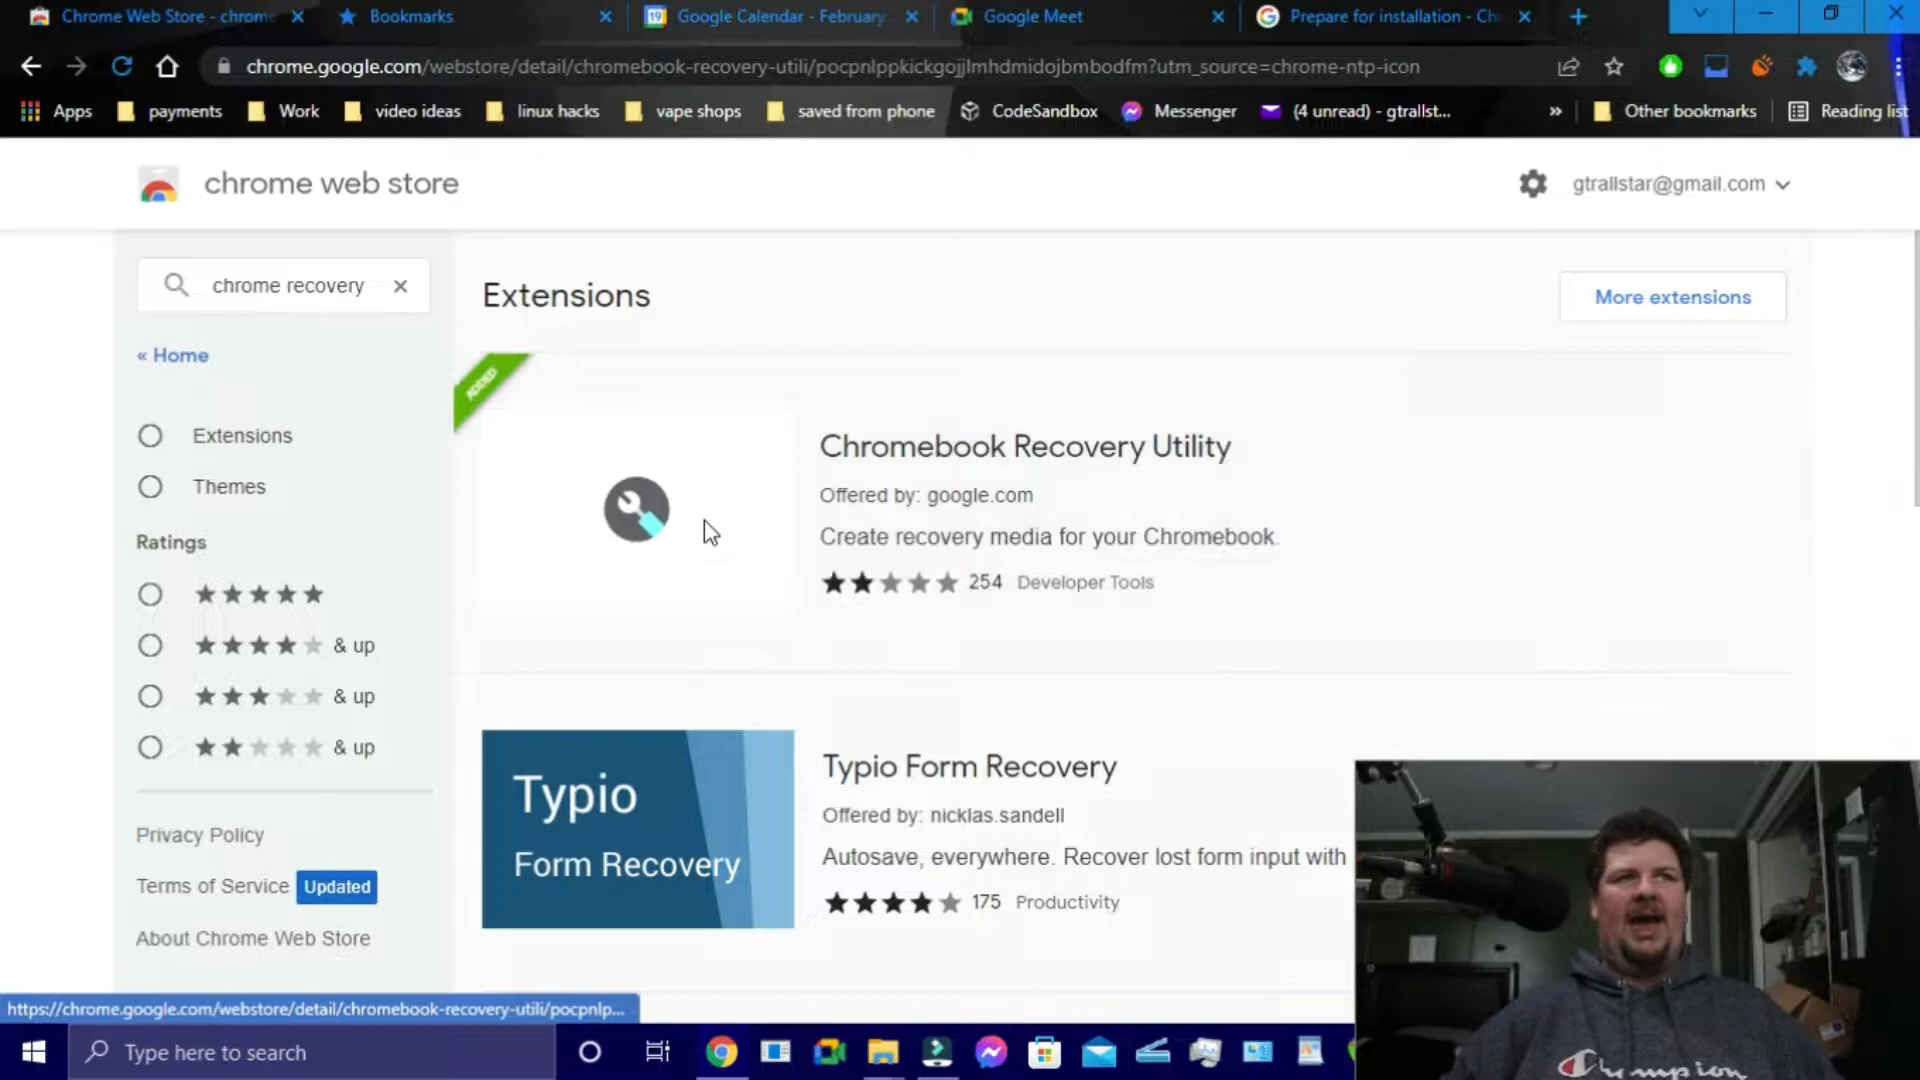 Chrome Web Store - chrome
Bookmarks
19
Google Calendar - February
Google Meet
Prepare for installation - Ch
chrome.google.com/webstore/detail/chromebook-recovery-utili/pocpnlppkickgojjlmhdmidojbmbodfm?utm_source=chrome-ntp-icon
Apps
payments
Work
video ideas
linux hacks
vape shops
saved from phone
CodeSandbox
Messenger
(4 unread) - gtrallst...
»
Other bookmarks
Reading list
chrome web store
gtrallstar@gmail.com
chrome recovery
« Home
Extensions
Themes
Ratings
& up
& up
& up
Privacy Policy
Terms of Service Updated
About Chrome Web Store
Extensions
More extensions
ADDED
Chromebook Recovery Utility
Offered by: google.com
Create recovery media for your Chromebook.
254 Developer Tools
Typio
Form Recovery
Typio Form Recovery
Offered by: nicklas.sandell
Autosave, everywhere. Recover lost form input with
175 Productivity
Champion
https://chrome.google.com/webstore/detail/chromebook-recovery-utili/pocpnlp...
Type here to search